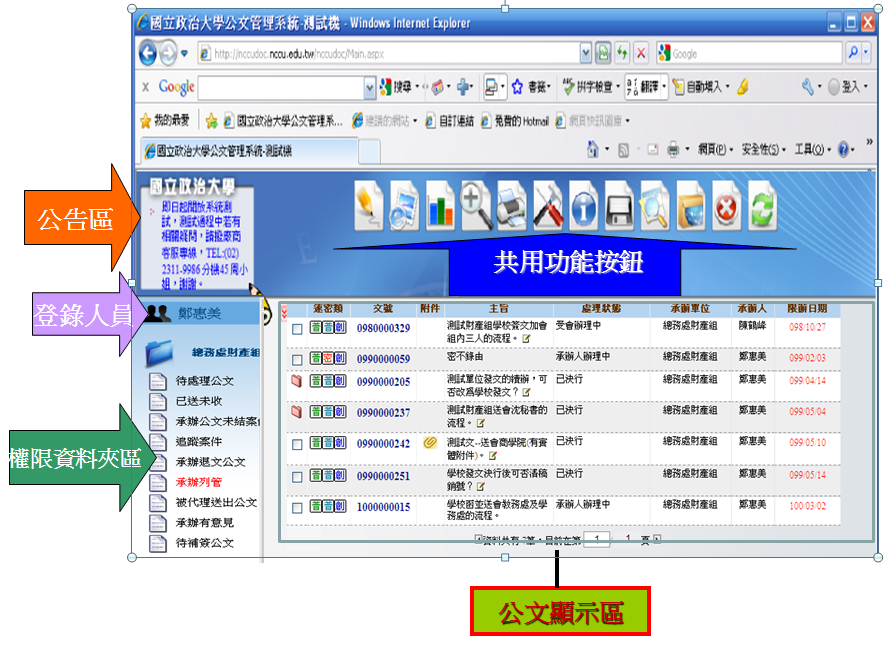 國立政治大學公文管理系統-測試機 - Windows Internet Explorer
http://nccudoc.nccu.edu.tw/nccudoc/Main.aspx
Google
x Google 搜尋 書籤 拼字檢查 翻譯 自動填入 登入
我的最愛 國立政治大學公文管理系... 建議的網站 自訂連結 免費的 Hotmail 網頁快訊圖庫
國立政治大學公文管理系統-測試機 網頁(P) 安全性(S) 工具(O) »
國立政治大學
即日起開放系統測
試，測試過程中若有
相關疑問，請撥廠商
客服專線，TEL:(02)
2311-9986分機45周小
姐，謝謝。
公告區
共用功能按鈕
登錄人員
鄭惠美
總務處財產組
待處理公文
已送未收
承辦公文未結案
追蹤案件
承辦退文公文
承辦列管
被代理送出公文
承辦有意見
待補簽公文
權限資料夾區
速密類 文號 附件 主旨 處理狀態 承辦單位 承辦人 限辦日期
普 普 創 0980000329 測試財產組學校簽文加會 受會辦理中 總務處財產組 陳鶴峰 098/10/27
組內三人的流程。
普 密 創 0990000059 密不錄由 承辦人辦理中 總務處財產組 鄭惠美 099/02/03
普 普 創 0990000205 測試單位發文的續辦，可 已決行 總務處財產組 鄭惠美 099/04/14
否改為學校發文？
普 普 創 0990000237 測試財產組送會沈秘書的 已決行 總務處財產組 鄭惠美 099/05/04
流程。
普 普 創 0990000242 測試文--送會商學院(有實 已決行 總務處財產組 鄭惠美 099/05/10
體附件)。
普 普 創 0990000251 學校發文決行後可否清稿 已決行 總務處財產組 鄭惠美 099/05/14
銷號？
普 普 創 1000000015 學校函並送會教務處及學 承辦人辦理中 總務處財產組 鄭惠美 100/03/02
務處的流程。
資料共有 7筆，目前在第 1 / 1 頁
公文顯示區